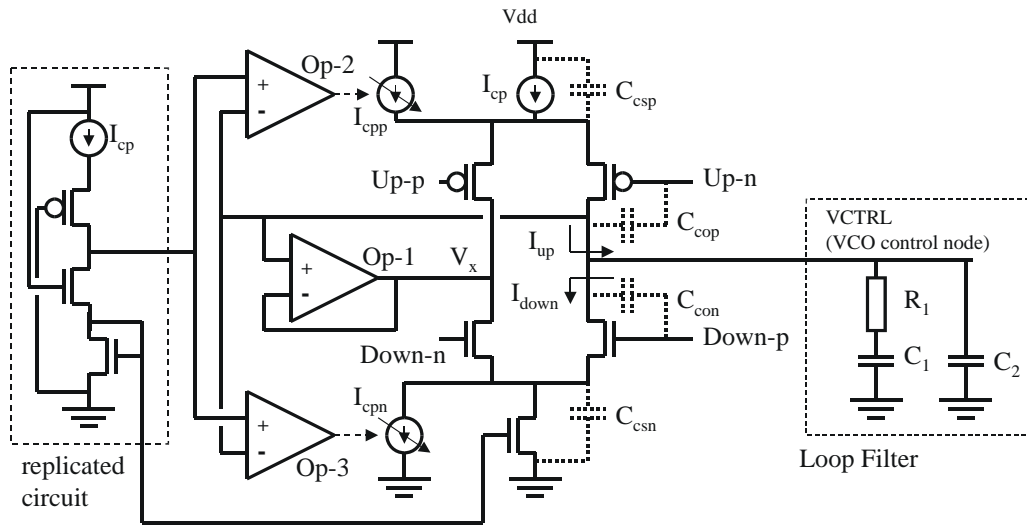 Vdd
Op-2
+
-
I_cpp
I_cp
C_csp
I_cp
Up-p
Up-n
C_cop
VCTRL
(VCO control node)
I_up
Op-1
V_x
+
-
I_down
C_con
R_1
C_1
C_2
Down-n
Down-p
I_cpn
C_csn
+
-
Op-3
replicated
circuit
Loop Filter